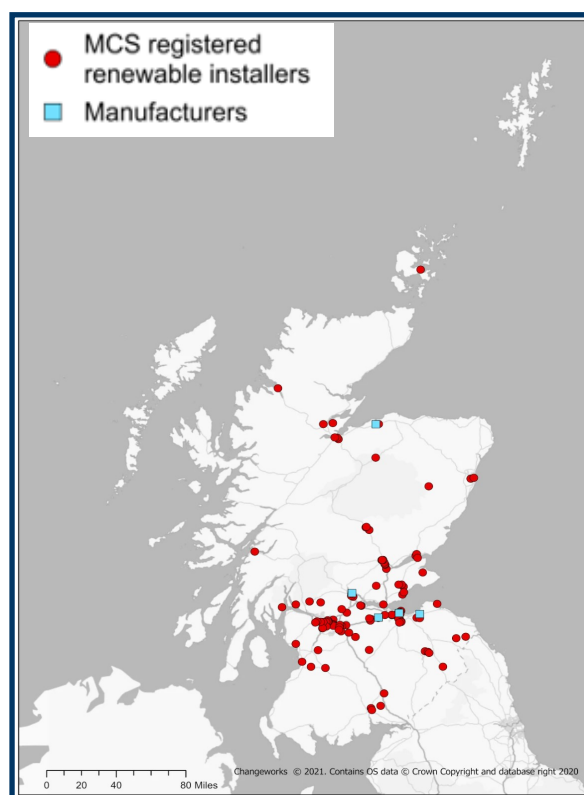 MCS registered
renewable installers
Manufacturers
0 20 40 80 Miles
Changeworks © 2021. Contains OS data © Crown Copyright and database right 2020